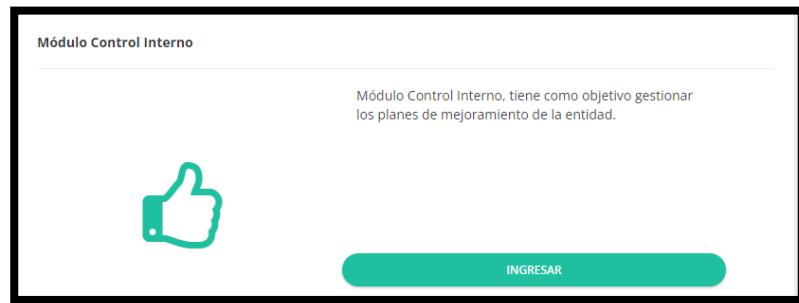 Módulo Control Interno
Módulo Control Interno, tiene como objetivo gestionar
los planes de mejoramiento de la entidad.
INGRESAR